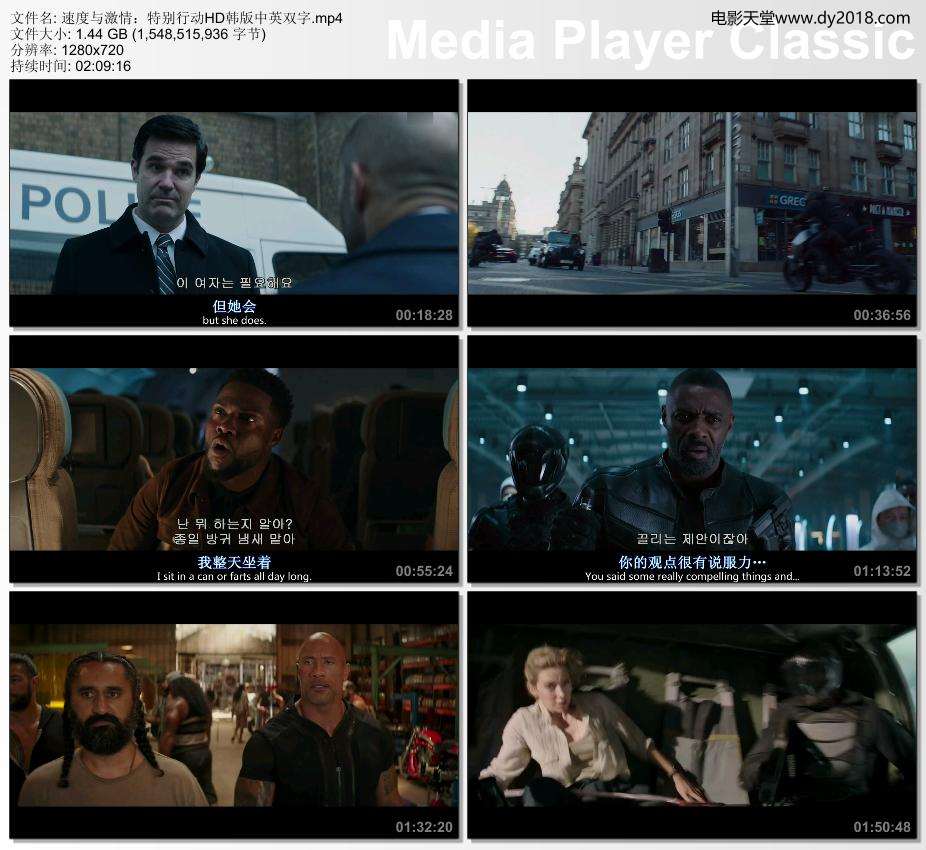 文件名: 速度与激情：特别行动HD韩版中英双字.mp4
电影天堂www.dy2018.com
文件大小: 1.44 GB (1,548,515,936 字节)
分辨率: 1280x720
持续时间: 02:09:16
Media Player Classic
POL
이 여자는 필요해요
但她会
but she does.
00:18:28
GREG
00:36:56
난 뭐 하는지 알아?
종일 방귀 냄새 맡아
我整天坐着
I sit in a can or farts all day long.
00:55:24
끌리는 제안이잖아
你的观点很有说服力…
You said some really compelling things and...
01:13:52
01:32:20
01:50:48